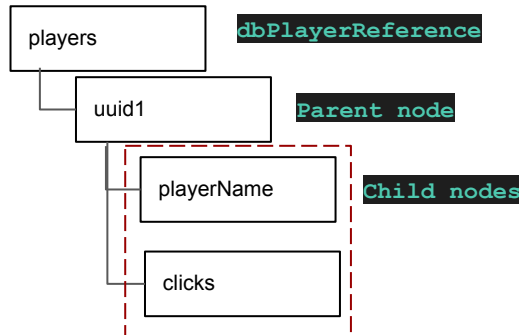 players dbPlayerReference
uuid1 Parent node
playerName Child nodes
clicks